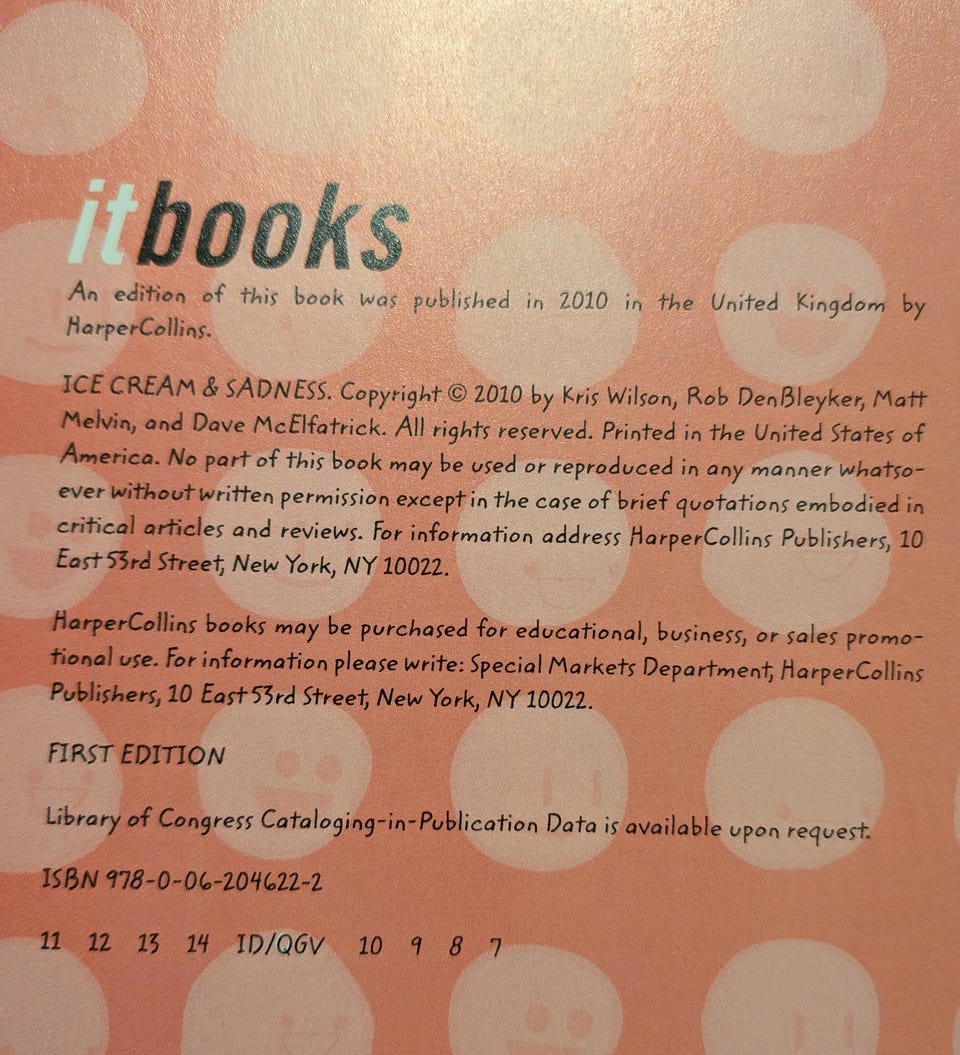 itbooks
An edition of this book was published in 2010 in the United Kingdom by
HarperCollins.
ICE CREAM & SADNESS. Copyright © 2010 by Kris Wilson, Rob DenBleyker, Matt
Melvin, and Dave McElfatrick. All rights reserved. Printed in the United States of
America. No part of this book may be used or reproduced in any manner whatso-
ever without written permission except in the case of brief quotations embodied in
critical articles and reviews. For information address HarperCollins Publishers, 10
East 53rd Street, New York, NY 10022.
HarperCollins books may be purchased for educational, business, or sales promo-
tional use. For information please write: Special Markets Department, HarperCollins
Publishers, 10 East 53rd Street, New York, NY 10022.
FIRST EDITION
Library of Congress Cataloging-in-Publication Data is available upon request.
ISBN 978-0-06-204622-2
11 12 13 14 ID/QGV 10 9 8 7